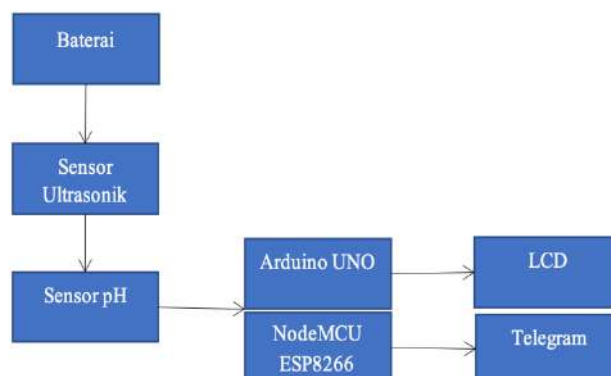 Baterai
Sensor
Ultrasonik
Sensor pH
Arduino UNO
LCD
NodeMCU
ESP8266
Telegram